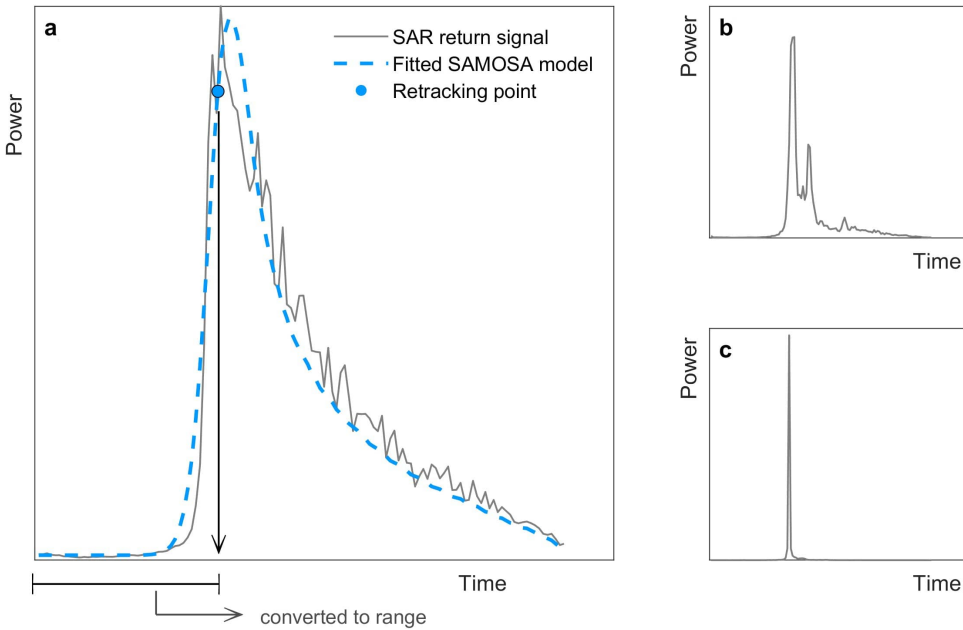 a
SAR return signal
Fitted SAMOSA model
Retracking point
Power
Time
converted to range
b
Power
Time
c
Power
Time